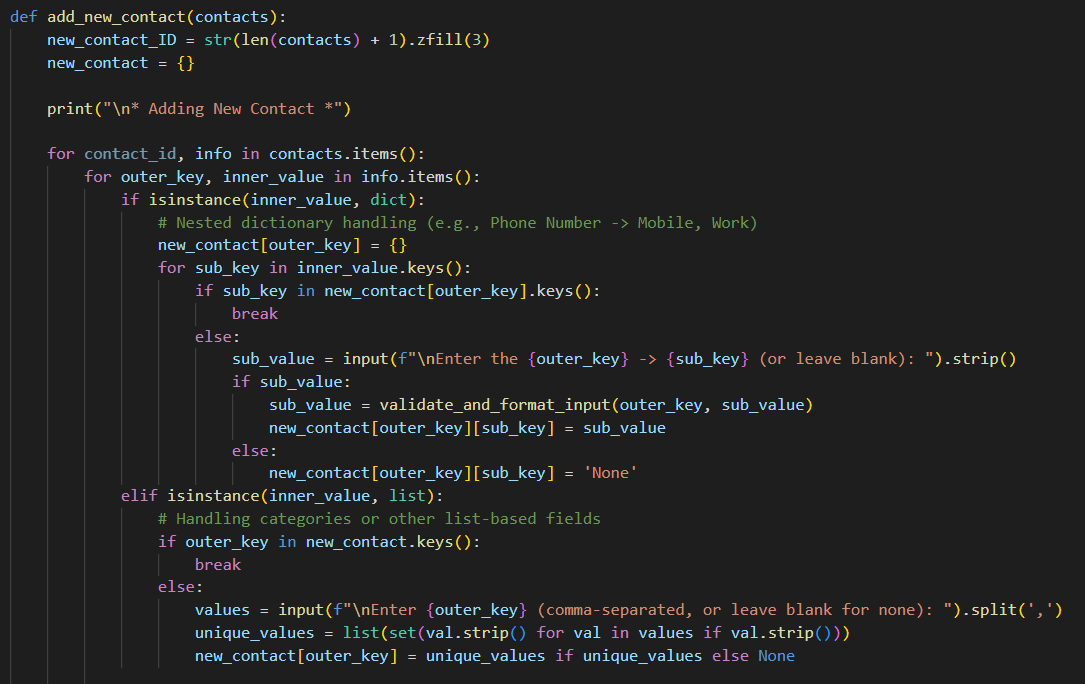 def add_new_contact(contacts):
    new_contact_ID = str(len(contacts) + 1).zfill(3)
    new_contact = {}

    print("\n* Adding New Contact *")

    for contact_id, info in contacts.items():
        for outer_key, inner_value in info.items():
            if isinstance(inner_value, dict):
                # Nested dictionary handling (e.g., Phone Number -> Mobile, Work)
                new_contact[outer_key] = {}
                for sub_key in inner_value.keys():
                    if sub_key in new_contact[outer_key].keys():
                        break
                    else:
                        sub_value = input(f"\nEnter the {outer_key} -> {sub_key} (or leave blank): ").strip()
                        if sub_value:
                            sub_value = validate_and_format_input(outer_key, sub_value)
                            new_contact[outer_key][sub_key] = sub_value
                        else:
                            new_contact[outer_key][sub_key] = 'None'
            elif isinstance(inner_value, list):
                # Handling categories or other list-based fields
                if outer_key in new_contact.keys():
                    break
                else:
                    values = input(f"\nEnter {outer_key} (comma-separated, or leave blank for none): ").split(',')
                    unique_values = list(set(val.strip() for val in values if val.strip()))
                    new_contact[outer_key] = unique_values if unique_values else None